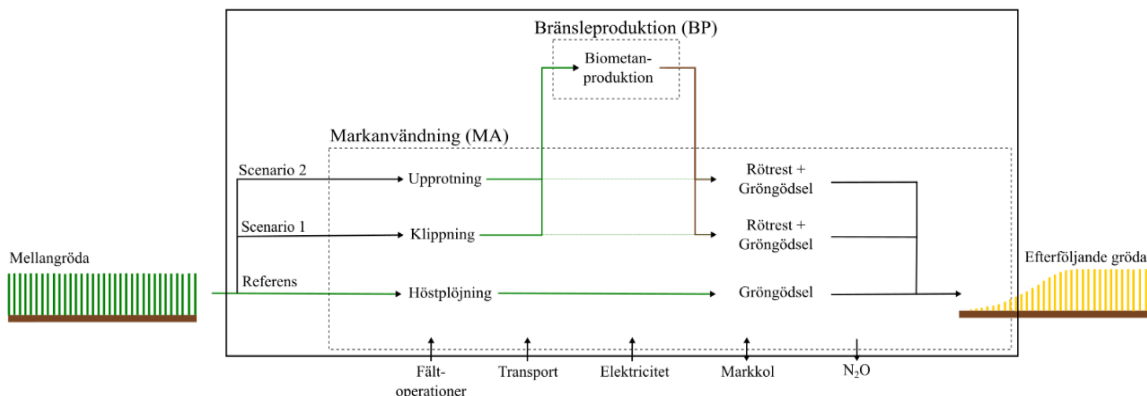 Bränsleproduktion (BP)
Biometan-
produktion
Markanvändning (MA)
Scenario 2
Upprotning
Rötrest +
Gröngödsel
Scenario 1
Klippning
Rötrest +
Gröngödsel
Mellangröda
Referens
Höstplöjning
Gröngödsel
Efterföljande gröda
Fält-
operationer
Transport
Elektricitet
Markkol
N₂O